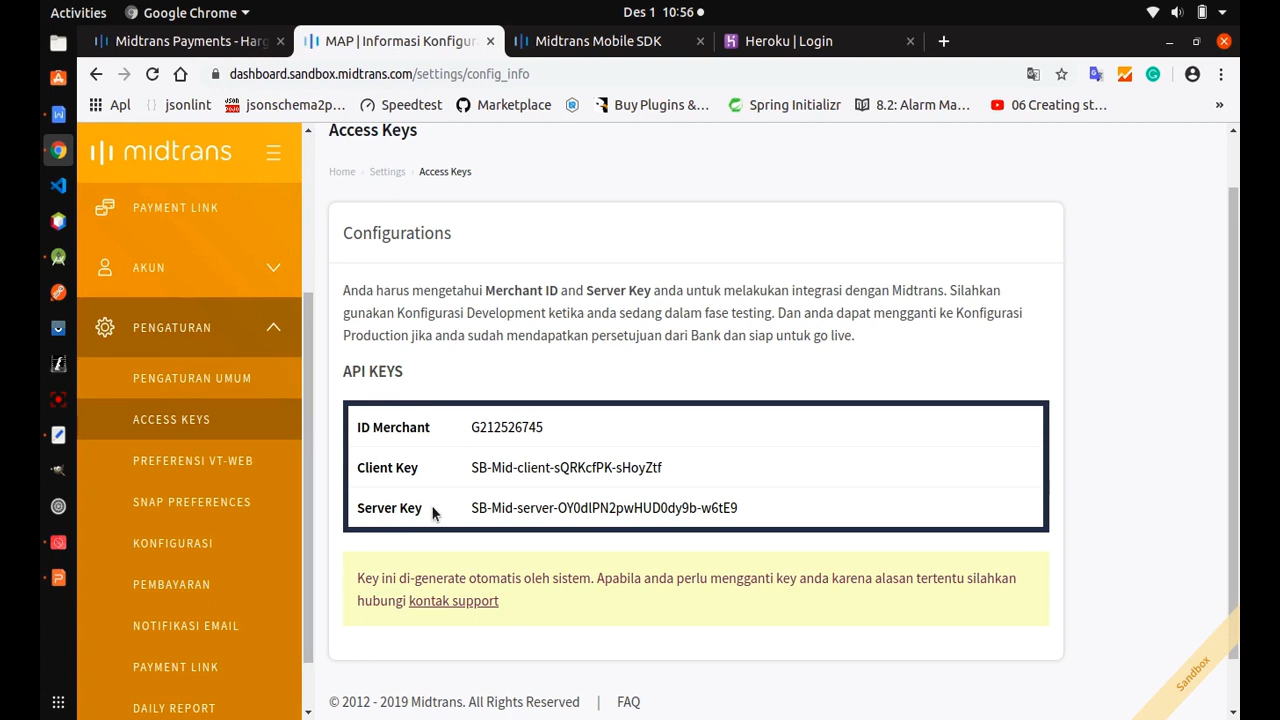 Activities Google Chrome Des 1 10:56
Midtrans Payments - Harg MAP | Informasi Konfigura Midtrans Mobile SDK Heroku | Login
dashboard.sandbox.midtrans.com/settings/config_info
Apl jsonlint jsonschema2p... Speedtest Marketplace Buy Plugins &... Spring Initializr 8.2: Alarm Ma... 06 Creating st... »
midtrans
PAYMENT LINK
AKUN
PENGATURAN
PENGATURAN UMUM
ACCESS KEYS
PREFERENSI VT-WEB
SNAP PREFERENCES
KONFIGURASI
PEMBAYARAN
NOTIFIKASI EMAIL
PAYMENT LINK
DAILY REPORT
Access Keys
Home Settings Access Keys
Configurations
Anda harus mengetahui Merchant ID and Server Key anda untuk melakukan integrasi dengan Midtrans. Silahkan
gunakan Konfigurasi Development ketika anda sedang dalam fase testing. Dan anda dapat mengganti ke Konfigurasi
Production jika anda sudah mendapatkan persetujuan dari Bank dan siap untuk go live.
API KEYS
ID Merchant G212526745
Client Key SB-Mid-client-sQRKcfPK-sHoyZtf
Server Key SB-Mid-server-OY0dIPN2pwHUD0dy9b-w6tE9
Key ini di-generate otomatis oleh sistem. Apabila anda perlu mengganti key anda karena alasan tertentu silahkan
hubungi kontak support
Sandbox
© 2012 - 2019 Midtrans. All Rights Reserved | FAQ